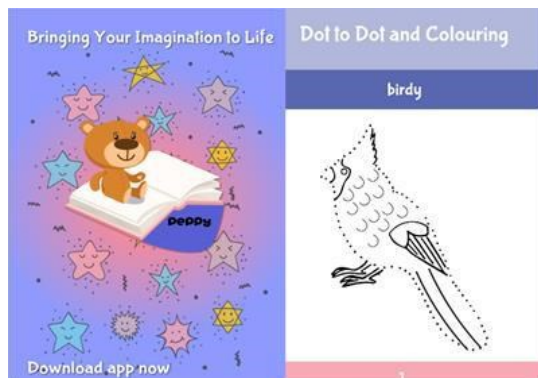 Bringing Your Imagination to Life
peppy
Download app now
Dot to Dot and Colouring
birdy